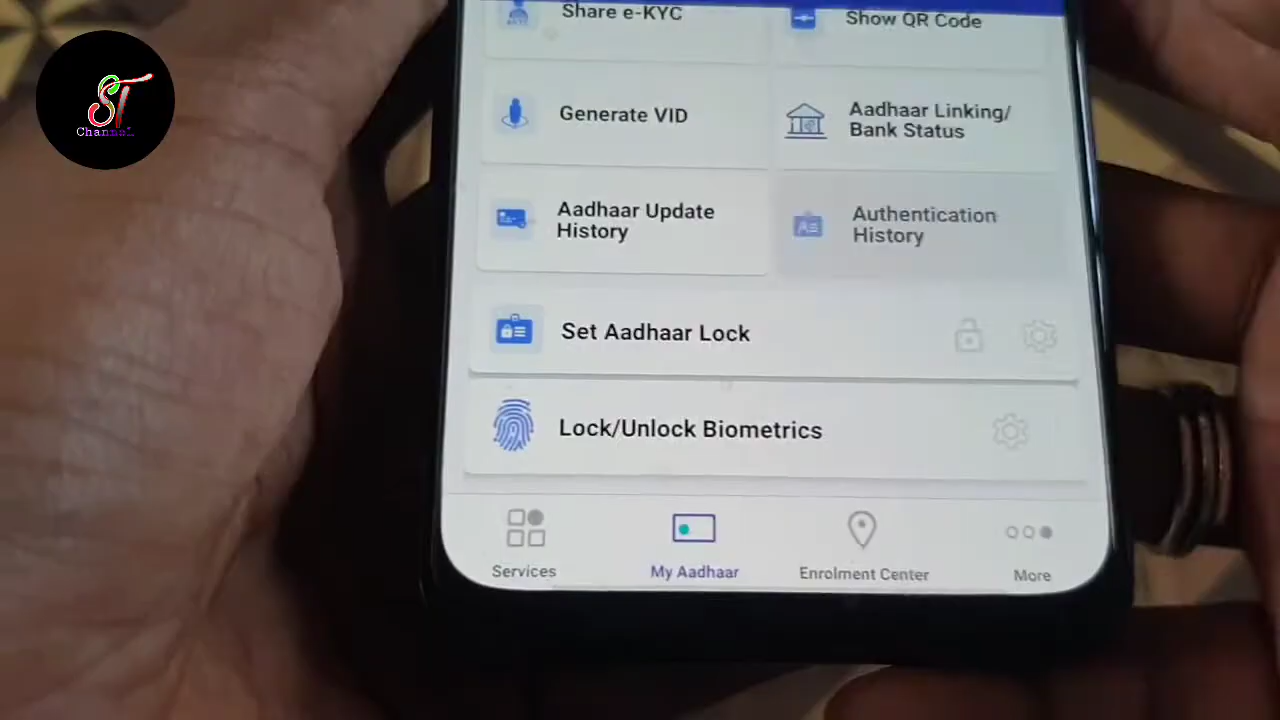 ST
Channel
Share e-KYC
Show QR Code
Generate VID
Aadhaar Linking/
Bank Status
Aadhaar Update
History
Authentication
History
Set Aadhaar Lock
Lock/Unlock Biometrics
Services
My Aadhaar
Enrolment Center
More